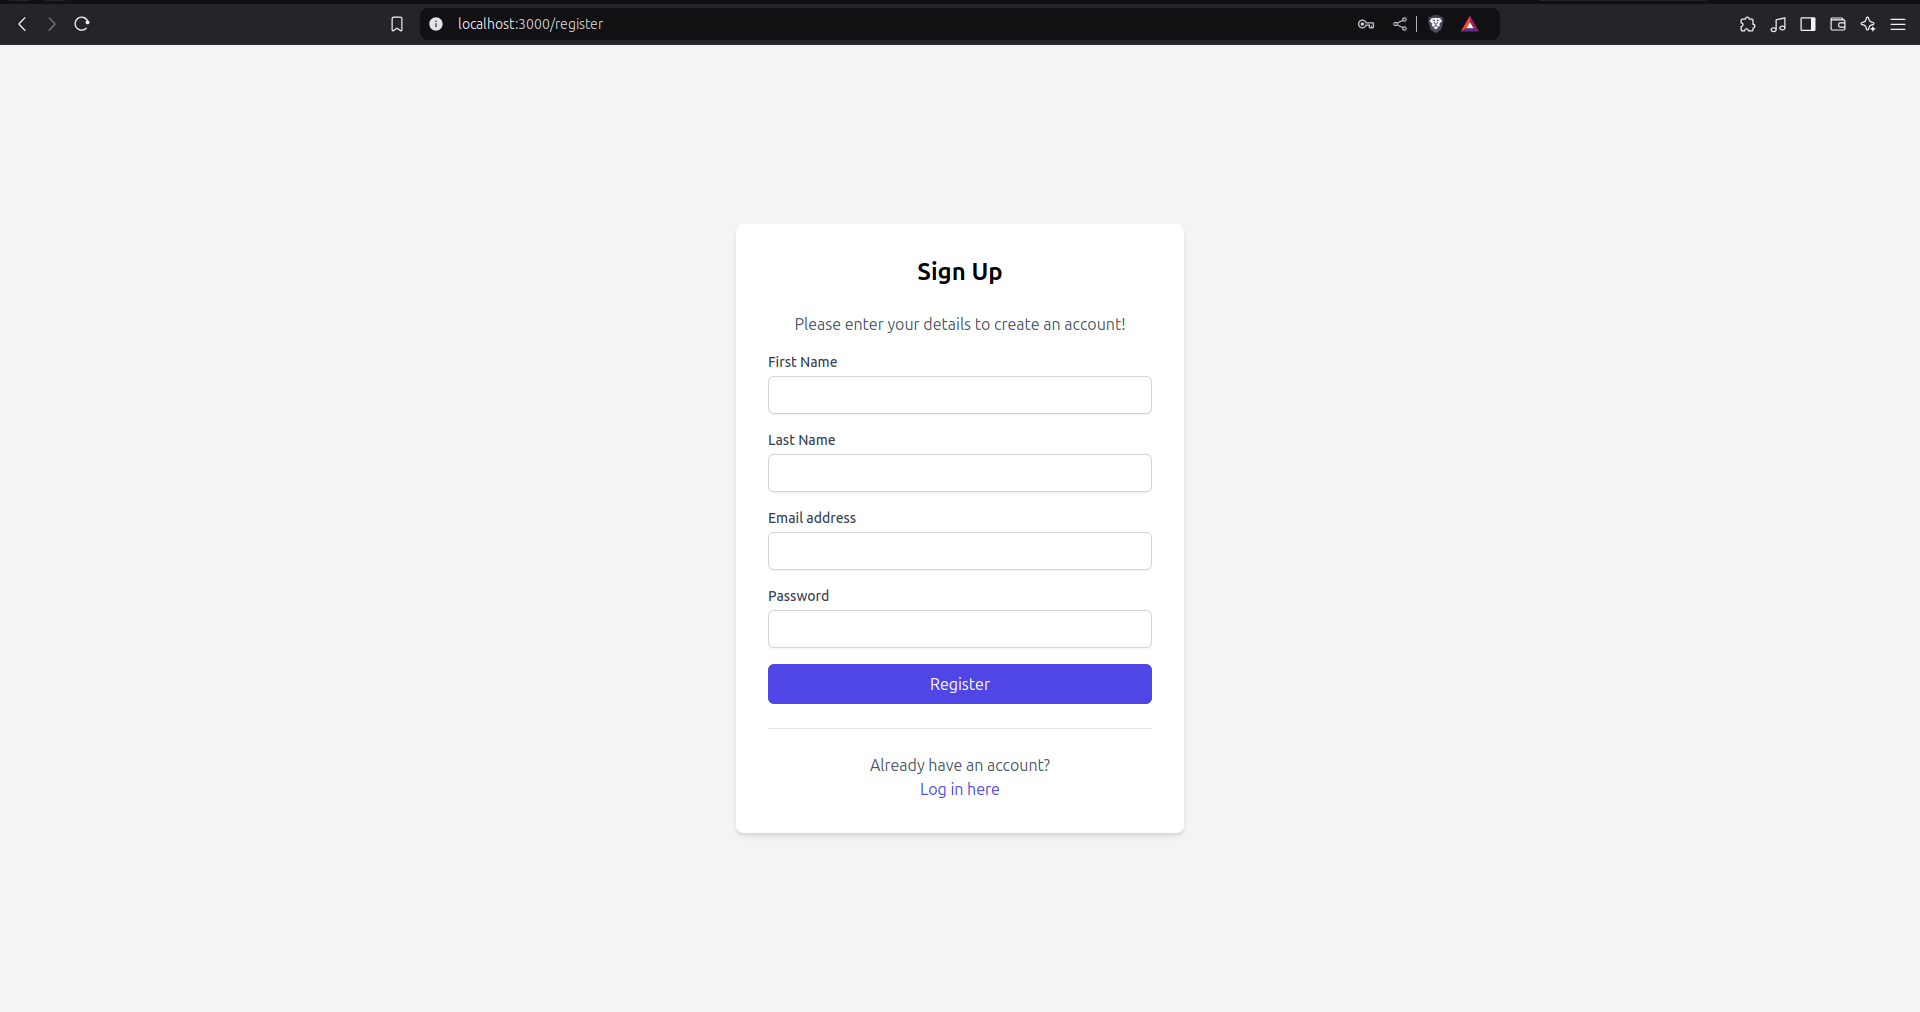 localhost:3000/register
Sign Up
Please enter your details to create an account!
First Name
Last Name
Email address
Password
Register
Already have an account?
Log in here